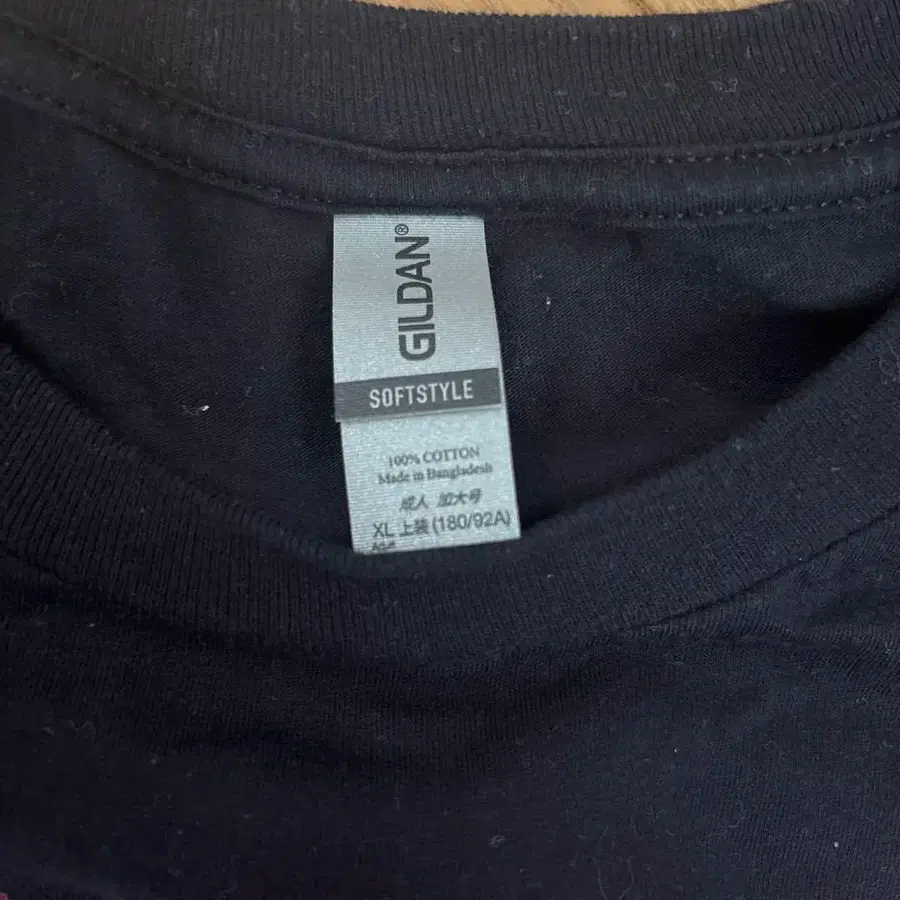 GILDAN®
SOFTSTYLE
100% COTTON
Made in Bangladesh
成人 加大号
XL 上装 (180/92A)